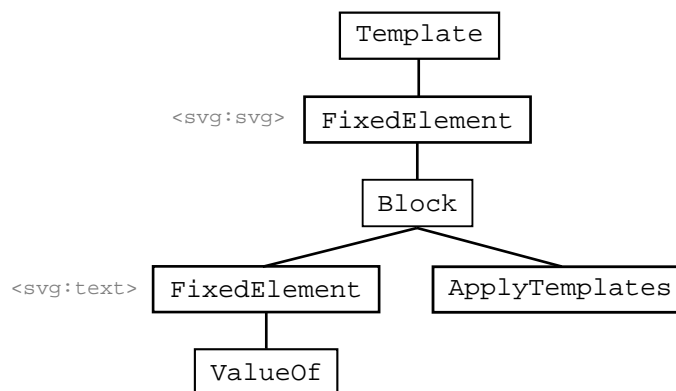 Template
<svg:svg> FixedElement
Block
<svg:text> FixedElement ApplyTemplates
ValueOf